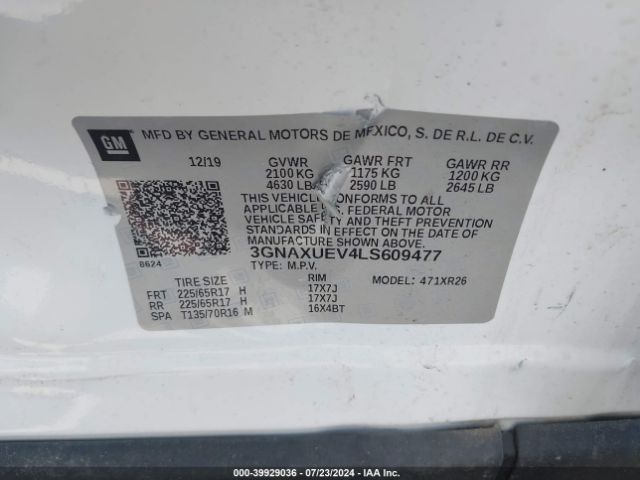 GM
MFD BY GENERAL MOTORS DE MEXICO, S. DE R.L. DE C.V.
12/19 GVWR GAWR FRT GAWR RR
2100 KG 1175 KG 1200 KG
4630 LB 2590 LB 2645 LB
THIS VEHICLE CONFORMS TO ALL
APPLICABLE U.S. FEDERAL MOTOR
VEHICLE SAFETY AND THEFT PREVENTION
STANDARDS IN EFFECT ON THE DATE OF
MANUFACTURE SHOWN ABOVE.
8624
3GNAXUEV4LS609477
TYPE: M.P.V. MODEL: 471XR26
TIRE SIZE RIM
FRT 225/65R17 H 17X7J
RR 225/65R17 H 17X7J
SPA T135/70R16 M 16X4BT
000-39929036 - 07/23/2024 - IAA Inc.